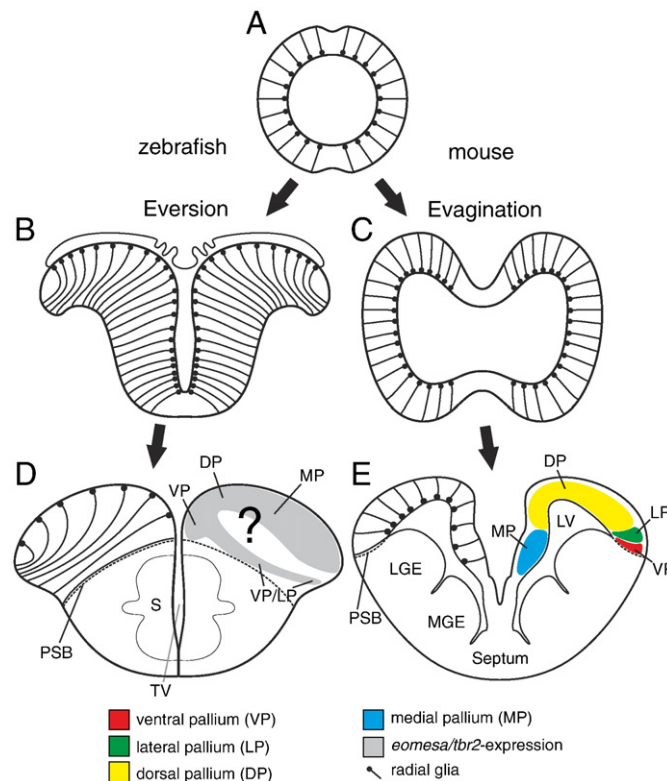 A
zebrafish
mouse
Eversion
Evagination
B
C
D
DP
MP
VP
?
VP/LP
S
PSB
TV
E
DP
LP
MP
LV
VP
LGE
PSB
MGE
Septum
ventral pallium (VP)
lateral pallium (LP)
dorsal pallium (DP)
medial pallium (MP)
eomesa/tbr2-expression
radial glia